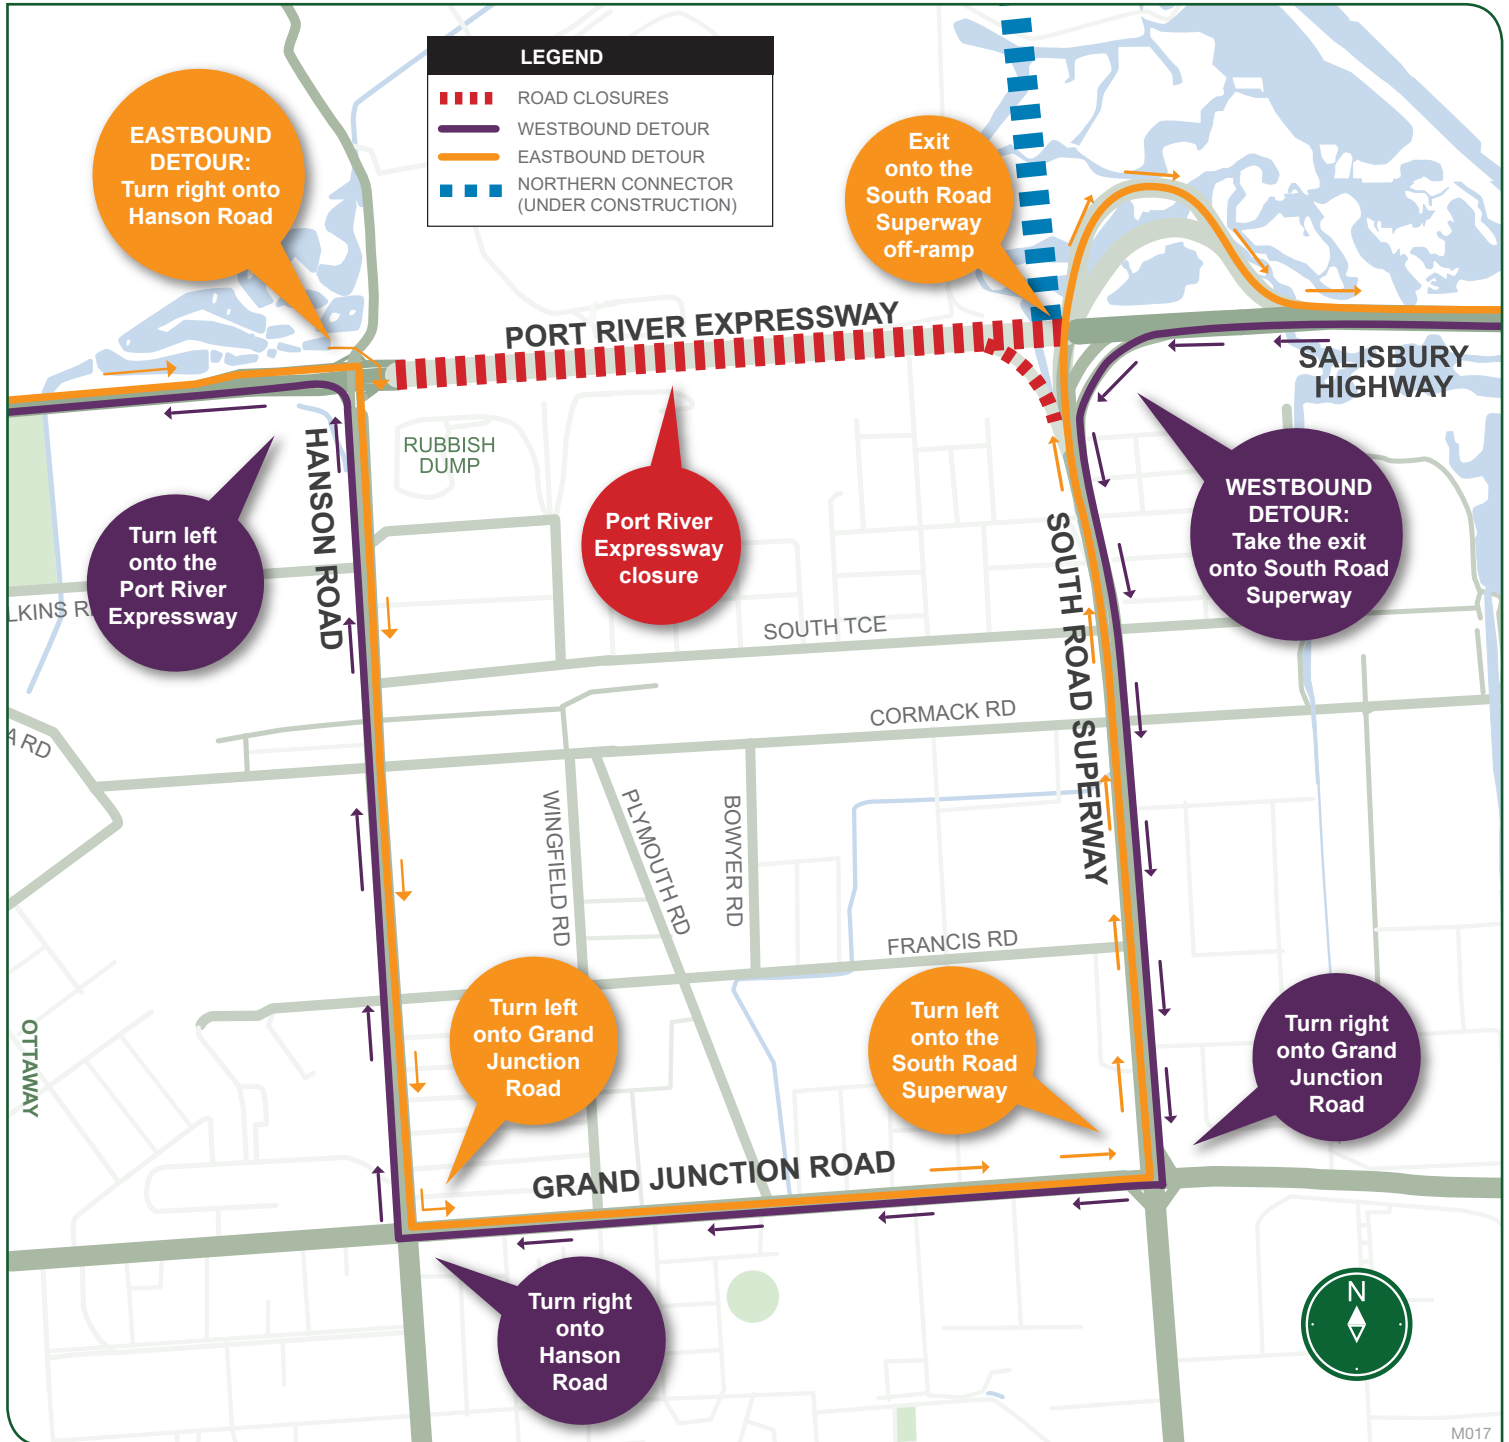 LEGEND
ROAD CLOSURES
WESTBOUND DETOUR
EASTBOUND DETOUR
NORTHERN CONNECTOR
(UNDER CONSTRUCTION)
EASTBOUND
DETOUR:
Turn right onto
Hanson Road
Exit
onto the
South Road
Superway
off-ramp
PORT RIVER EXPRESSWAY
SALISBURY
HIGHWAY
HANSON ROAD
RUBBISH
DUMP
Port River
Expressway
closure
WESTBOUND
DETOUR:
Take the exit
onto South Road
Superway
Turn left
onto the
Port River
Expressway
LKINS R
SOUTH TCE
SOUTH ROAD SUPERWAY
CORMACK RD
A RD
WINGFIELD RD
PLYMOUTH RD
BOWYER RD
FRANCIS RD
OTTAWAY
Turn left
onto Grand
Junction
Road
Turn left
onto the
South Road
Superway
Turn right
onto Grand
Junction
Road
GRAND JUNCTION ROAD
Turn right
onto
Hanson
Road
N
M017